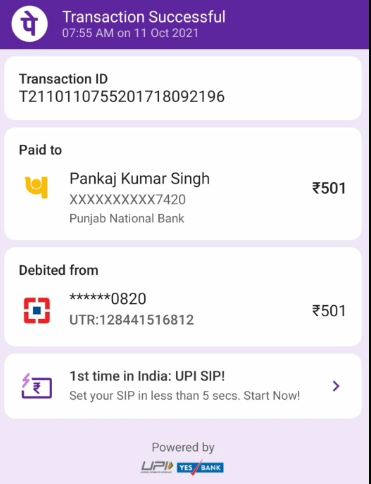 पे
Transaction Successful
07:55 AM on 11 Oct 2021
Transaction ID
T2110110755201718092196
Paid to
Pankaj Kumar Singh
₹501
XXXXXXXXXX7420
Punjab National Bank
Debited from
******0820
₹501
UTR:128441516812
₹
1st time in India: UPI SIP!
Set your SIP in less than 5 secs. Start Now!
Powered by
UPI YES BANK